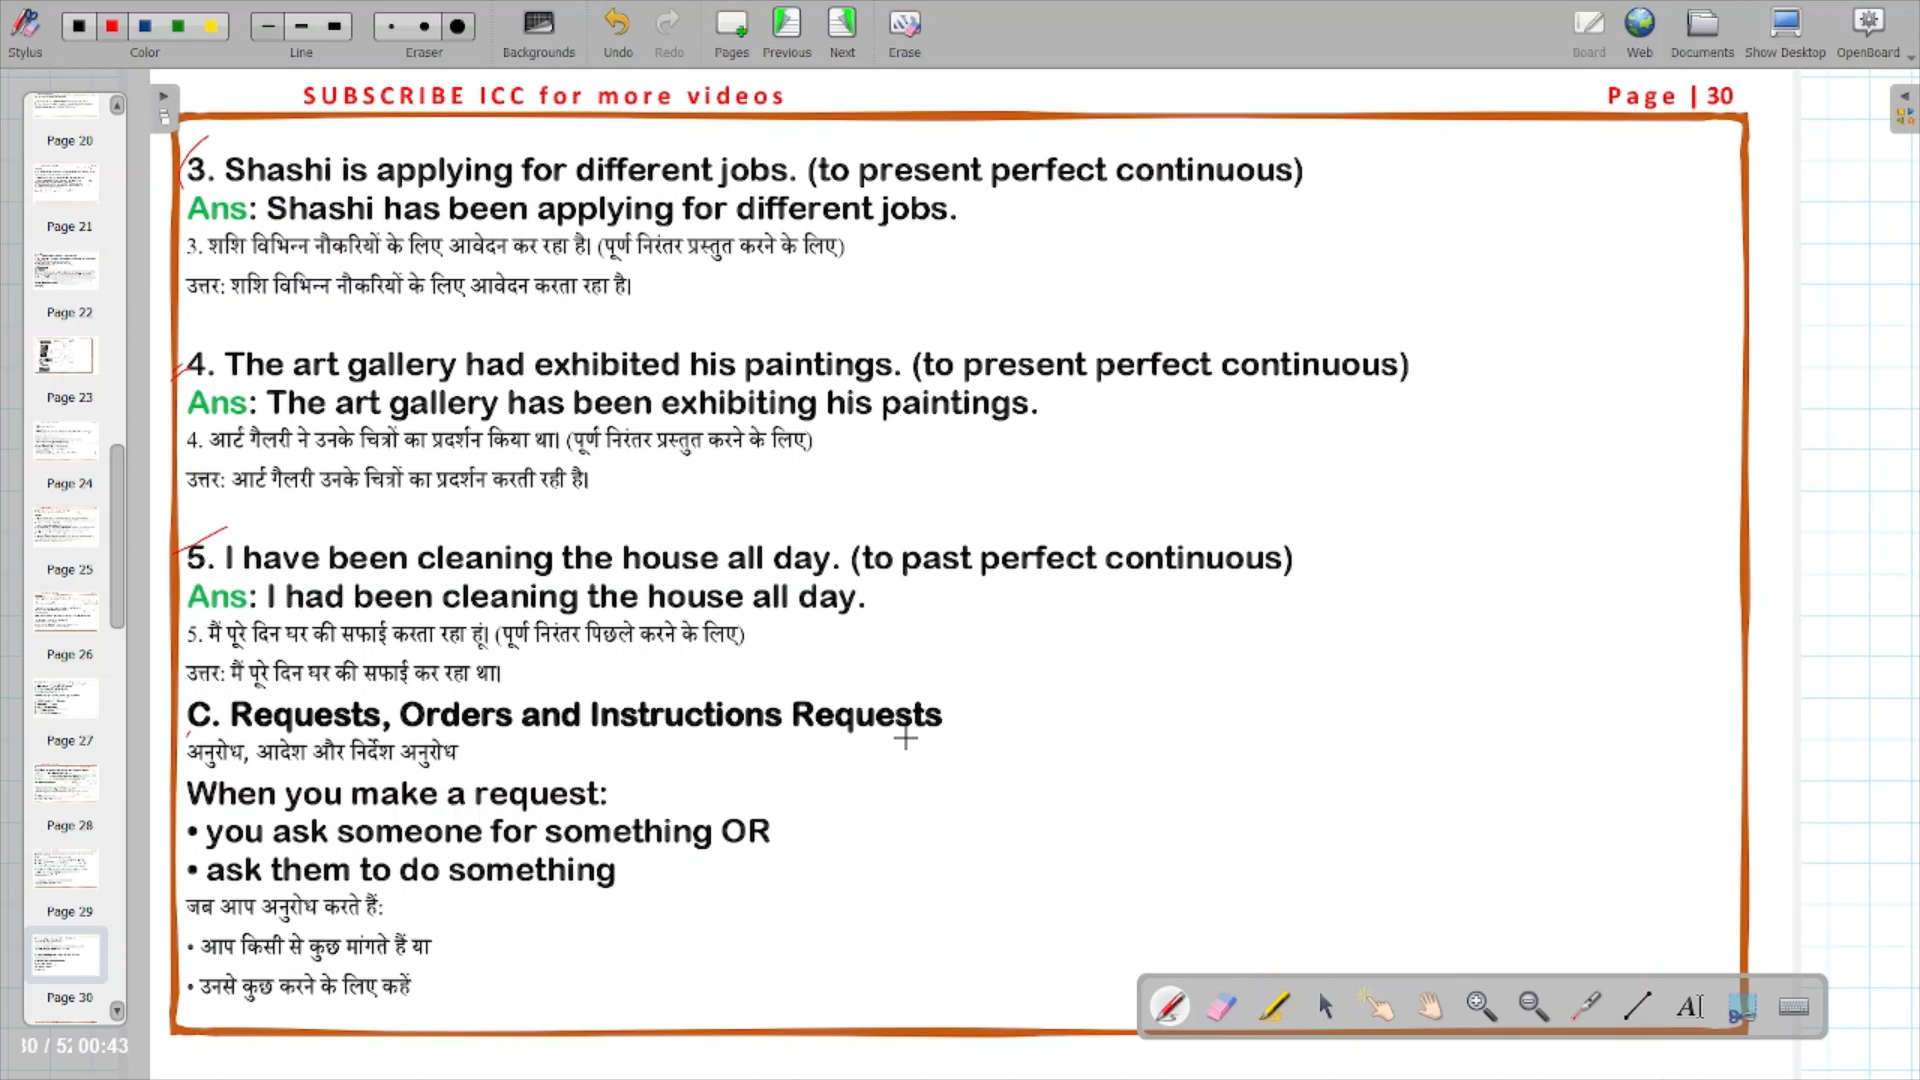 Stylus
Color
Line
Eraser
Backgrounds
Undo
Redo
Pages
Previous
Next
Erase
Board
Web
Documents
Show Desktop
OpenBoard
SUBSCRIBE ICC for more videos
Page | 30
3. Shashi is applying for different jobs. (to present perfect continuous)
Ans: Shashi has been applying for different jobs.
3. शशि विभिन्न नौकरियों के लिए आवेदन कर रहा है। (पूर्ण निरंतर प्रस्तुत करने के लिए)
उत्तर: शशि विभिन्न नौकरियों के लिए आवेदन करता रहा है।
4. The art gallery had exhibited his paintings. (to present perfect continuous)
Ans: The art gallery has been exhibiting his paintings.
4. आर्ट गैलरी ने उनके चित्रों का प्रदर्शन किया था। (पूर्ण निरंतर प्रस्तुत करने के लिए)
उत्तर: आर्ट गैलरी उनके चित्रों का प्रदर्शन करती रही है।
5. I have been cleaning the house all day. (to past perfect continuous)
Ans: I had been cleaning the house all day.
5. मैं पूरे दिन घर की सफाई करता रहा हूं। (पूर्ण निरंतर पिछले करने के लिए)
उत्तर: मैं पूरे दिन घर की सफाई कर रहा था।
C. Requests, Orders and Instructions Requests
अनुरोध, आदेश और निर्देश अनुरोध
When you make a request:
• you ask someone for something OR
• ask them to do something
जब आप अनुरोध करते हैं:
• आप किसी से कुछ मांगते हैं या
• उनसे कुछ करने के लिए कहें
Page 20
Page 21
Page 22
Page 23
Page 24
Page 25
Page 26
Page 27
Page 28
Page 29
Page 30
00:43